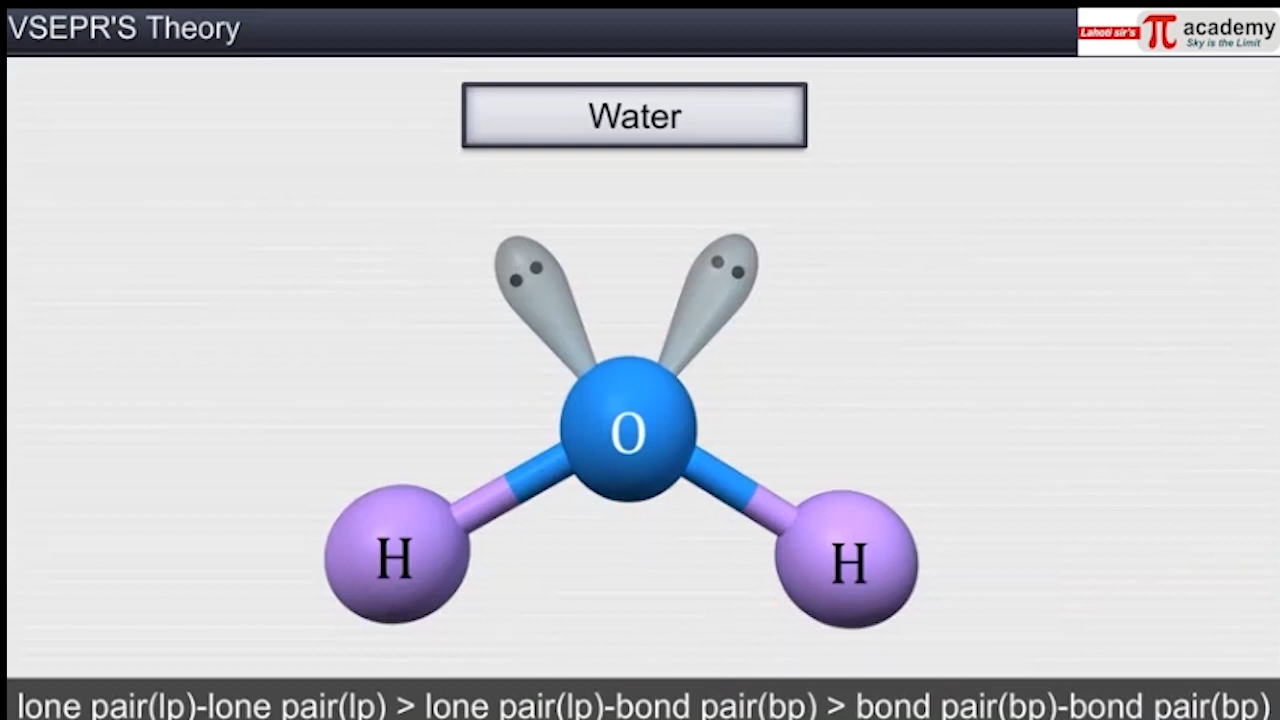 VSEPR'S Theory
Lahoti sir's π academy
Sky is the Limit
Water
O
H
H
lone pair(lp)-lone pair(lp) > lone pair(lp)-bond pair(bp) > bond pair(bp)-bond pair(bp)